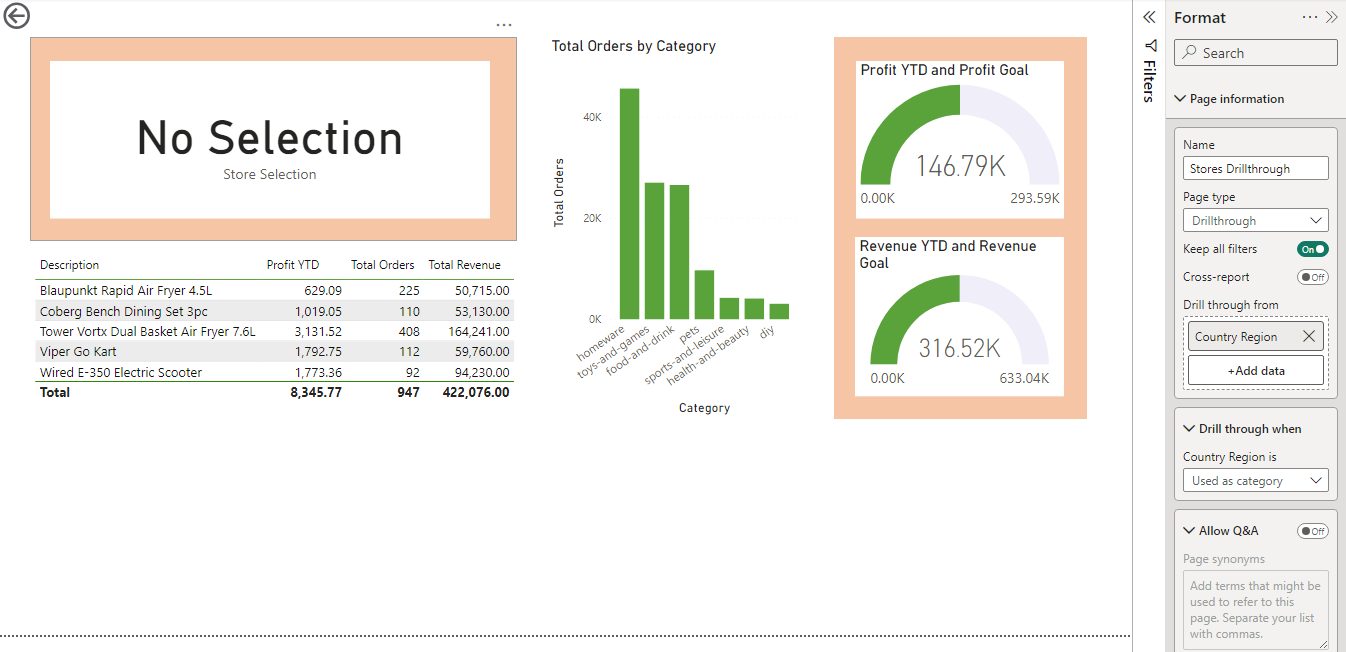 No Selection
Store Selection
Description Profit YTD Total Orders Total Revenue
Blaupunkt Rapid Air Fryer 4.5L 629.09 225 50,715.00
Coberg Bench Dining Set 3pc 1,019.05 110 53,130.00
Tower Vortx Dual Basket Air Fryer 7.6L 3,131.52 408 164,241.00
Viper Go Kart 1,792.75 112 59,760.00
Wired E-350 Electric Scooter 1,773.36 92 94,230.00
Total 8,345.77 947 422,076.00
Total Orders by Category
Total Orders
40K
20K
0K
homeware
toys-and-games
food-and-drink
pets
sports-and-leisure
health-and-beauty
diy
Category
Profit YTD and Profit Goal
146.79K
0.00K 293.59K
Revenue YTD and Revenue
Goal
316.52K
0.00K 633.04K
Filters
Format
Search
Page information
Name
Stores Drillthrough
Page type
Drillthrough
Keep all filters On
Cross-report Off
Drill through from
Country Region
+Add data
Drill through when
Country Region is
Used as category
Allow Q&A Off
Page synonyms
Add terms that might be
used to refer to this
page. Separate your list
with commas.